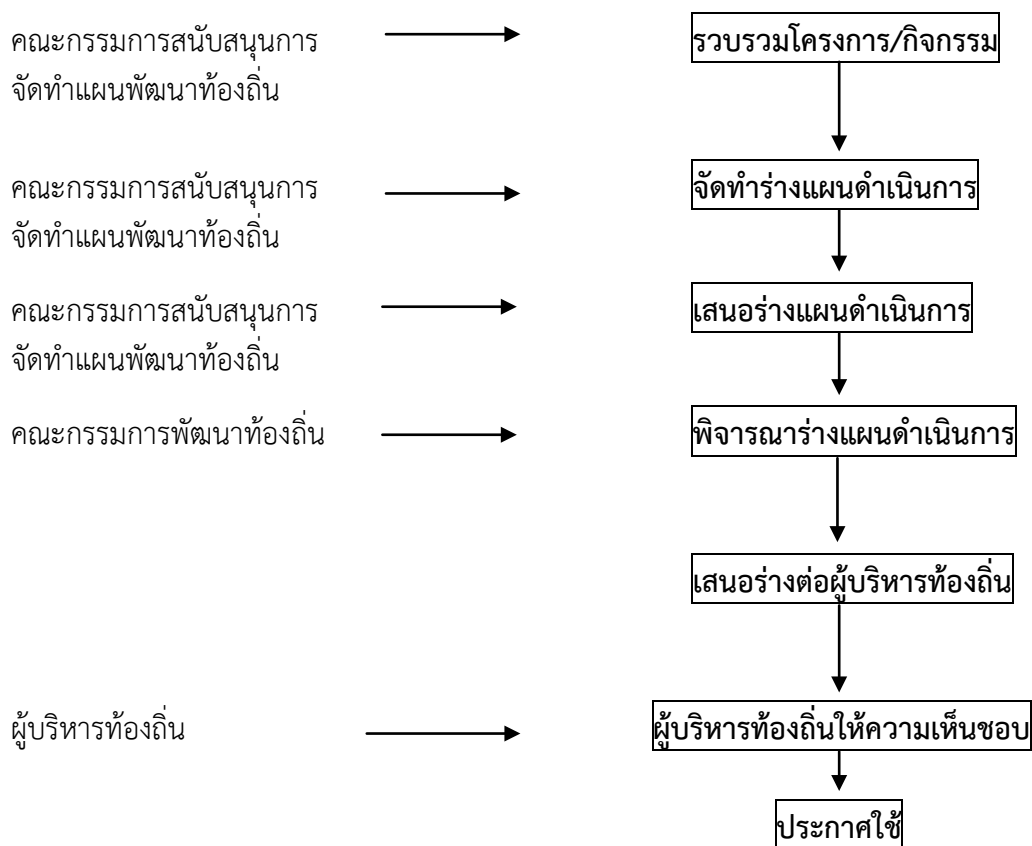 คณะกรรมการสนับสนุนการ
จัดทำแผนพัฒนาท้องถิ่น
รวบรวมโครงการ/กิจกรรม
คณะกรรมการสนับสนุนการ
จัดทำแผนพัฒนาท้องถิ่น
จัดทำร่างแผนดำเนินการ
คณะกรรมการสนับสนุนการ
จัดทำแผนพัฒนาท้องถิ่น
เสนอร่างแผนดำเนินการ
คณะกรรมการพัฒนาท้องถิ่น
พิจารณาร่างแผนดำเนินการ
เสนอร่างต่อผู้บริหารท้องถิ่น
ผู้บริหารท้องถิ่น
ผู้บริหารท้องถิ่นให้ความเห็นชอบ
ประกาศใช้